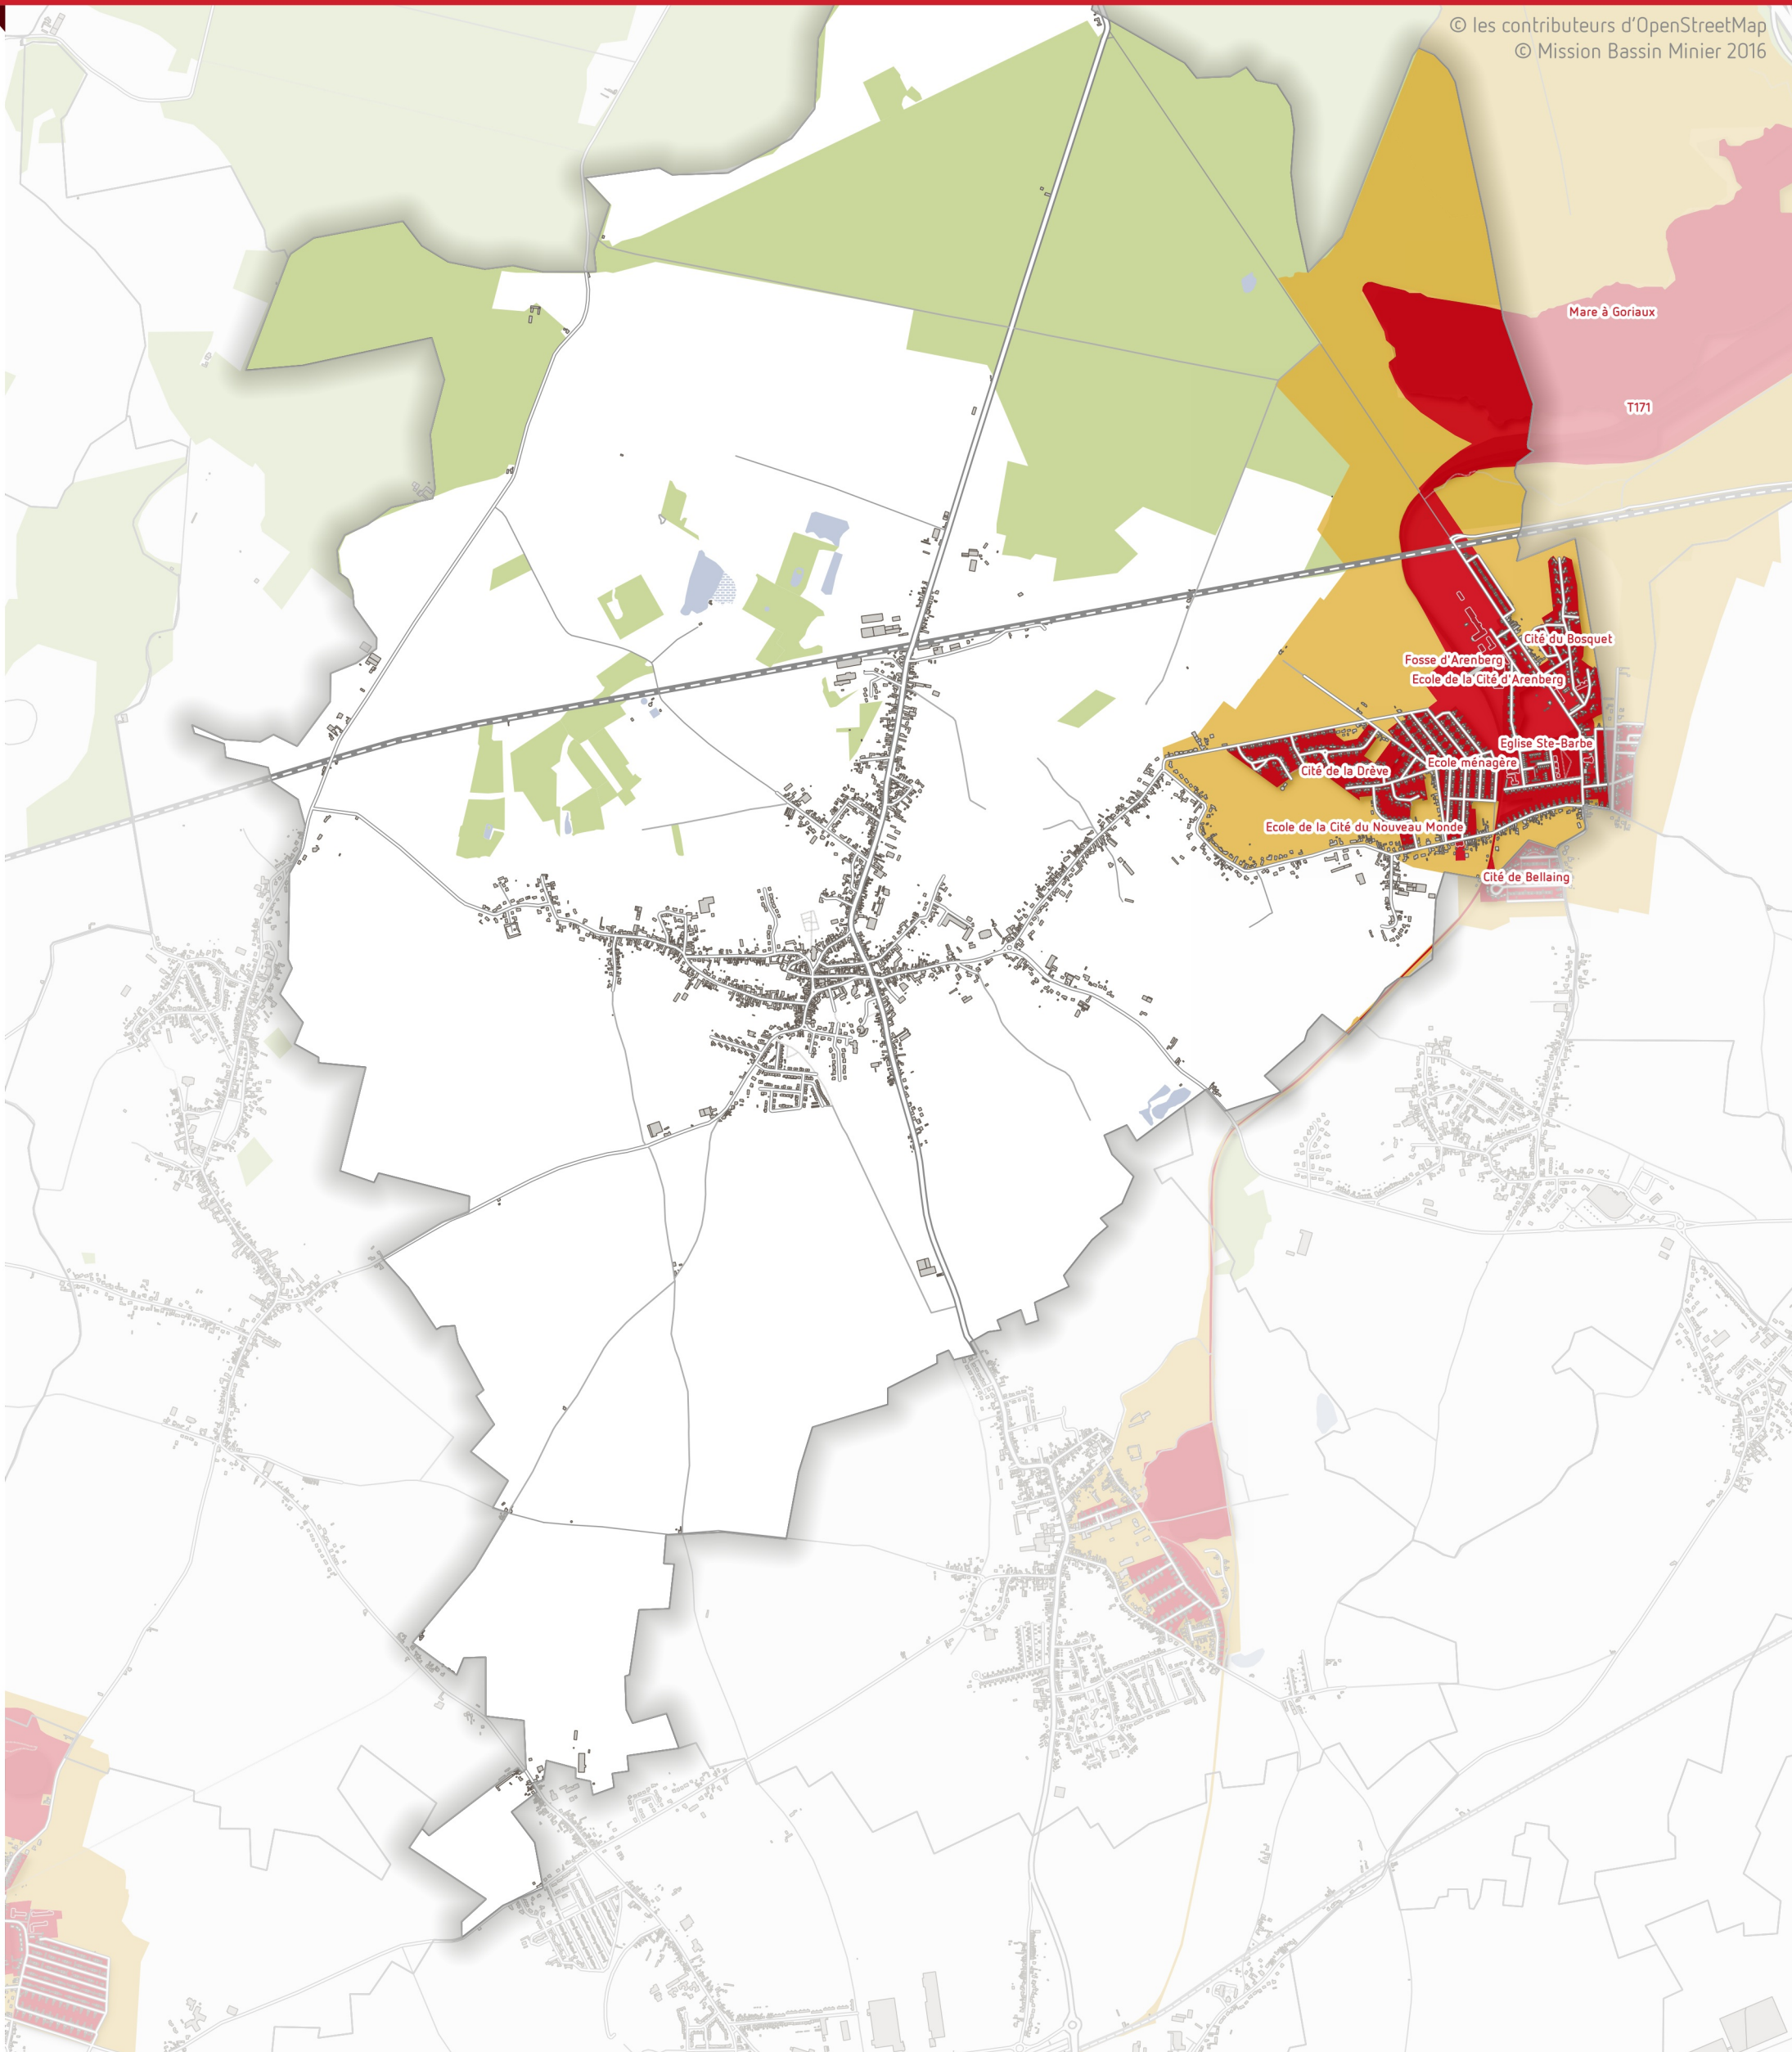 © les contributeurs d'OpenStreetMap
© Mission Bassin Minier 2016
Mare à Goriaux
T171
Cité du Bosquet
Fosse d'Arenberg
Ecole de la Cité d'Arenberg
Eglise Ste-Barbe
Ecole ménagère
Cité de la Drève
Ecole de la Cité du Nouveau Monde
Cité de Bellaing